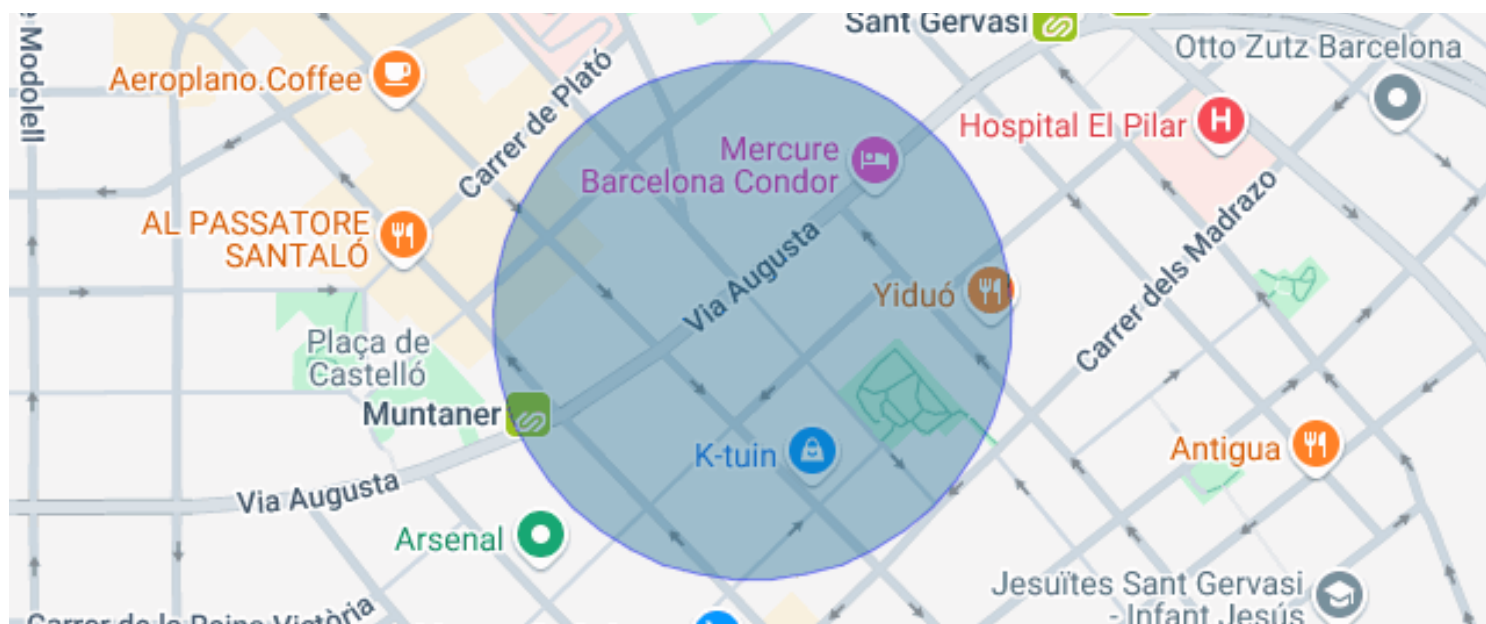 e Modolell
Aeroplano.Coffee
Carrer de Plató
Sant Gervasi
Otto Zutz Barcelona
Mercure
Barcelona Condor
Hospital El Pilar
H
AL PASSATORE
SANTALÓ
Via Augusta
Yiduó
Carrer dels Madrazo
Plaça de
Castelló
Muntaner
K-tuin
Antigua
Via Augusta
Arsenal
Jesuïtes Sant Gervasi
- Infant Jesús
Carrer de la Reina Victòria